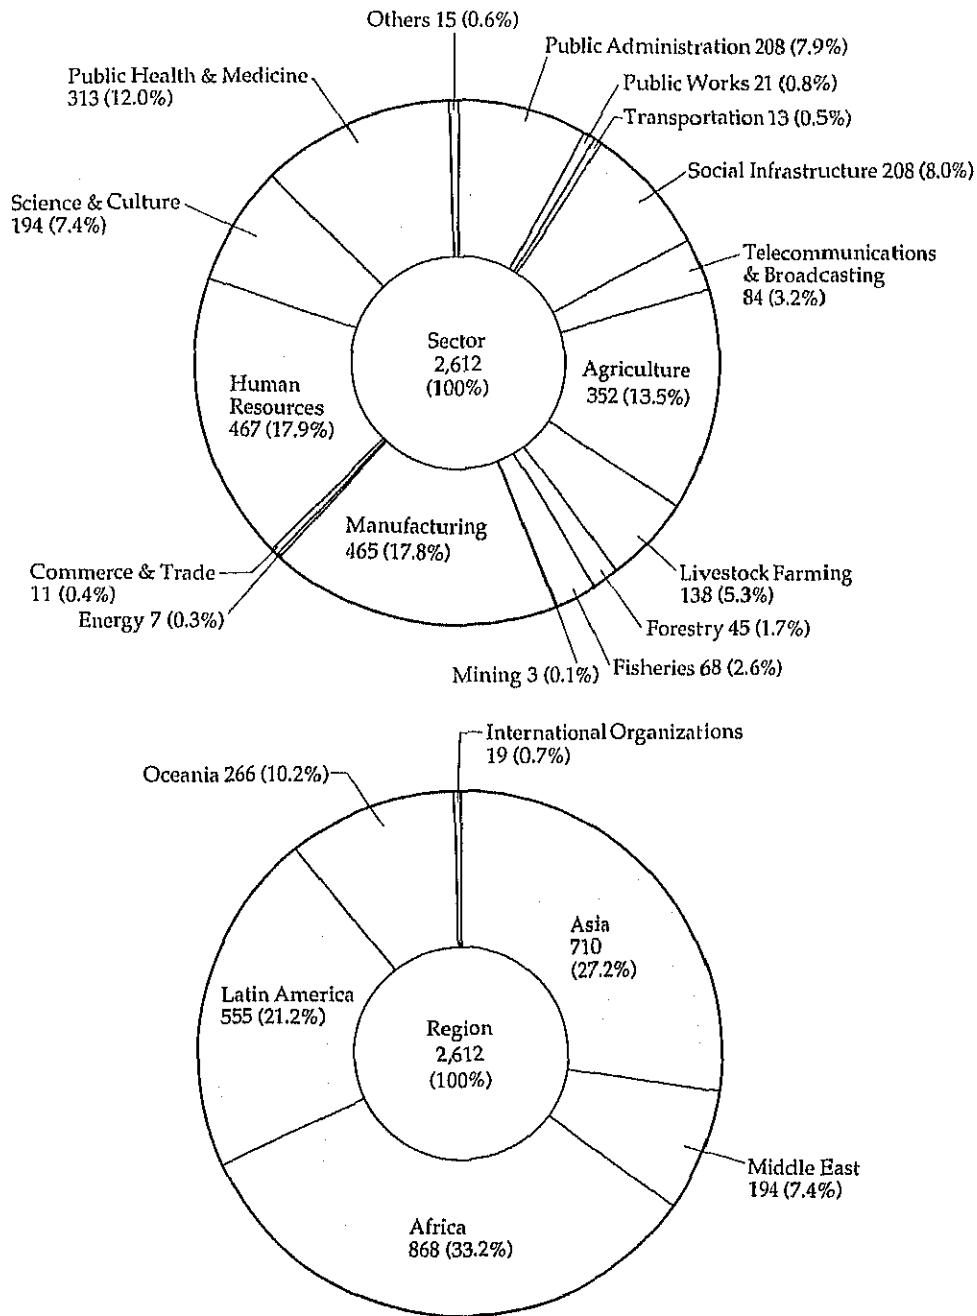 Others 15 (0.6%)
Public Administration 208 (7.9%)
Public Works 21 (0.8%)
Transportation 13 (0.5%)
Social Infrastructure 208 (8.0%)
Telecommunications
& Broadcasting
84 (3.2%)
Agriculture
352 (13.5%)
Livestock Farming
138 (5.3%)
Forestry 45 (1.7%)
Fisheries 68 (2.6%)
Mining 3 (0.1%)
Manufacturing
465 (17.8%)
Energy 7 (0.3%)
Commerce & Trade
11 (0.4%)
Human
Resources
467 (17.9%)
Science & Culture
194 (7.4%)
Public Health & Medicine
313 (12.0%)
Sector
2,612
(100%)
International Organizations
19 (0.7%)
Oceania 266 (10.2%)
Asia
710
(27.2%)
Latin America
555 (21.2%)
Region
2,612
(100%)
Middle East
194 (7.4%)
Africa
868 (33.2%)